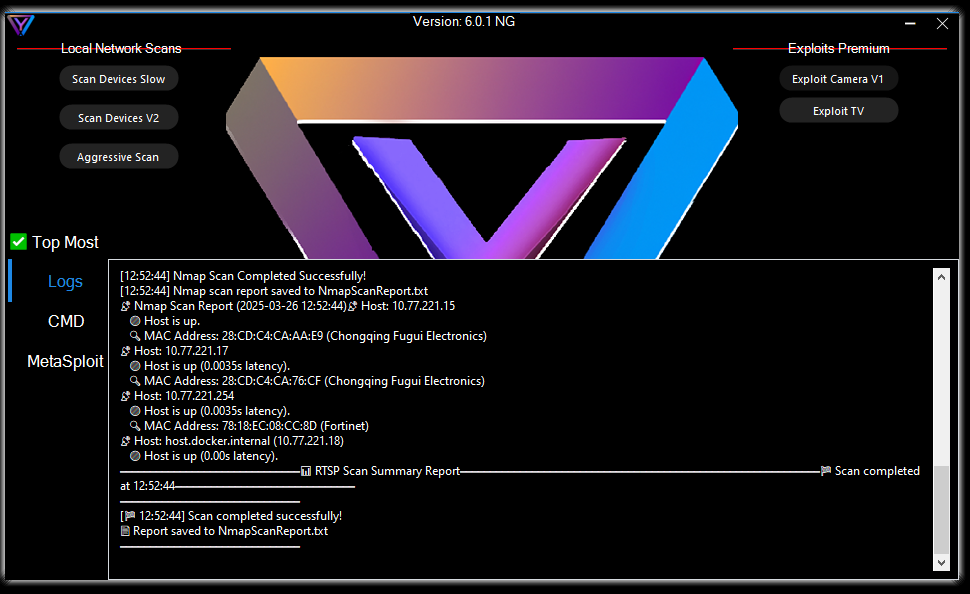 Version: 6.0.1 NG
Local Network Scans
Scan Devices Slow
Scan Devices V2
Aggressive Scan
Exploits Premium
Exploit Camera V1
Exploit TV
Top Most
Logs
CMD
MetaSploit
[12:52:44] Nmap Scan Completed Successfully!
[12:52:44] Nmap scan report saved to NmapScanReport.txt
Nmap Scan Report (2025-03-26 12:52:44) Host: 10.77.221.15
Host is up.
MAC Address: 28:CD:C4:CA:AA:E9 (Chongqing Fugui Electronics)
Host: 10.77.221.17
Host is up (0.0035s latency).
MAC Address: 28:CD:C4:CA:76:CF (Chongqing Fugui Electronics)
Host: 10.77.221.254
Host is up (0.0035s latency).
MAC Address: 78:18:EC:08:CC:8D (Fortinet)
Host: host.docker.internal (10.77.221.18)
Host is up (0.00s latency).
RTSP Scan Summary Report Scan completed
at 12:52:44
[12:52:44] Scan completed successfully!
Report saved to NmapScanReport.txt